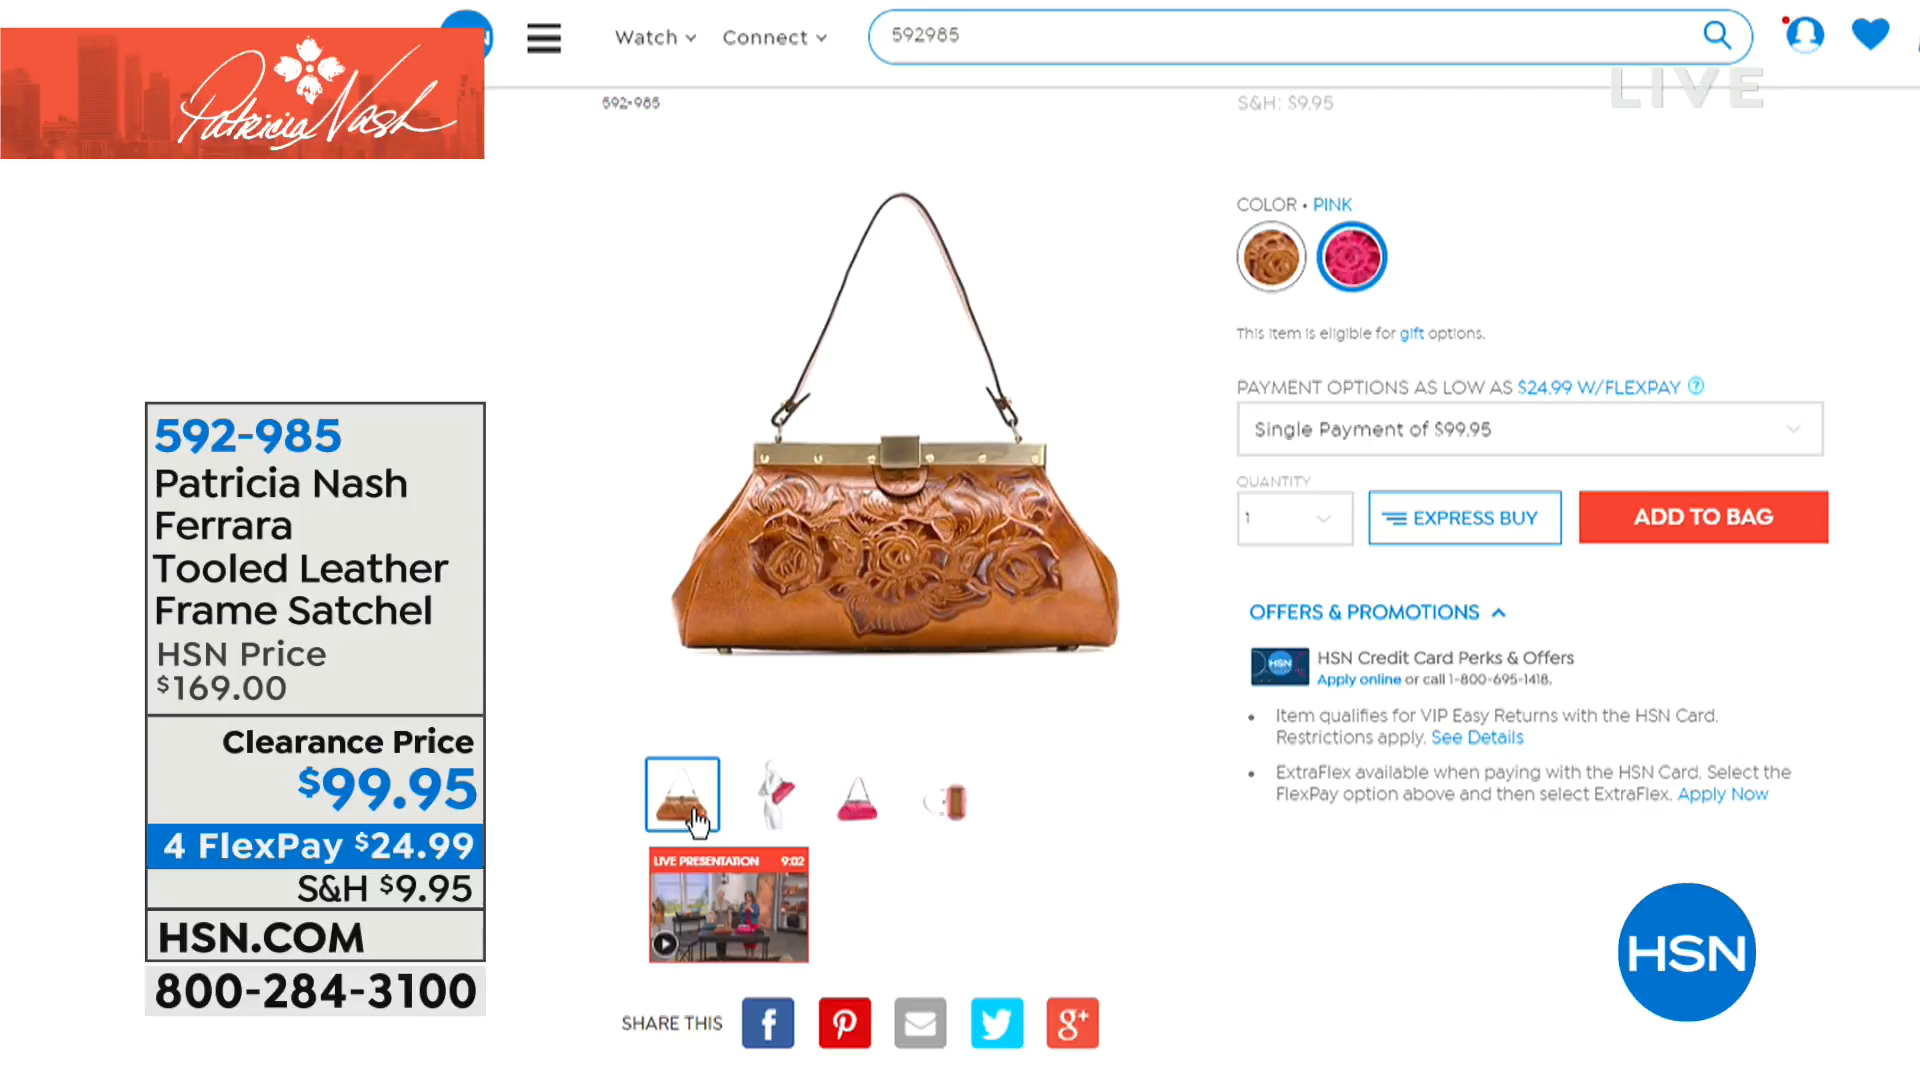 Patricia Nash
Watch
Connect
592985
LIVE
592-985
S&H: $9.95
COLOR • PINK
This item is eligible for gift options.
PAYMENT OPTIONS AS LOW AS $24.99 W/FLEXPAY ?
Single Payment of $99.95
QUANTITY
1
EXPRESS BUY
ADD TO BAG
OFFERS & PROMOTIONS
HSN
HSN Credit Card Perks & Offers
Apply online or call 1-800-695-1418.
• Item qualifies for VIP Easy Returns with the HSN Card.
Restrictions apply. See Details
• ExtraFlex available when paying with the HSN Card. Select the
FlexPay option above and then select ExtraFlex. Apply Now
592-985
Patricia Nash
Ferrara
Tooled Leather
Frame Satchel
HSN Price
$169.00
Clearance Price
$99.95
4 FlexPay $24.99
S&H $9.95
HSN.COM
800-284-3100
LIVE PRESENTATION 9:02
SHARE THIS
f
g+
HSN